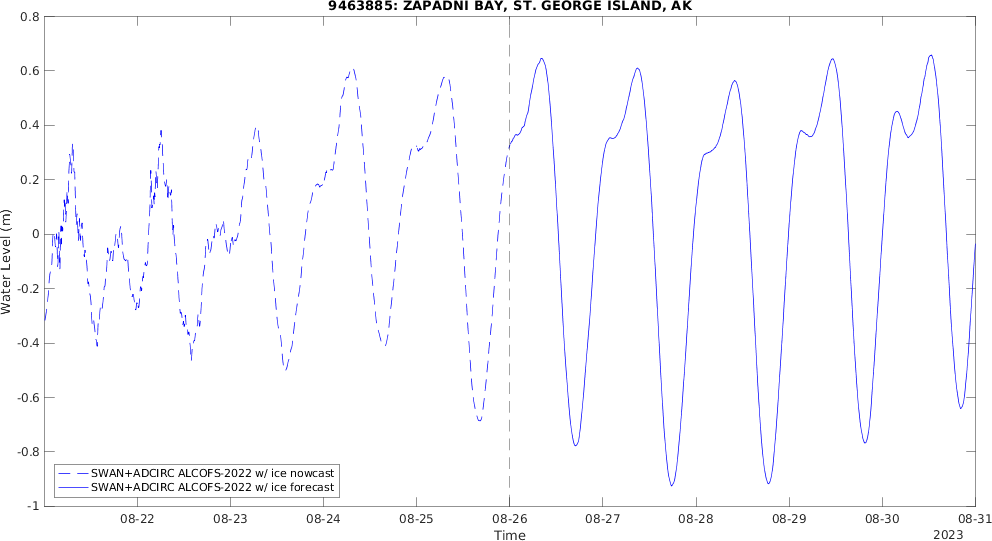 9463885: ZAPADNI BAY, ST. GEORGE ISLAND, AK
0.8
0.6
0.4
0.2
0
-0.2
-0.4
-0.6
-0.8
-1
Water Level (m)
SWAN+ADCIRC ALCOFS-2022 w/ ice nowcast
SWAN+ADCIRC ALCOFS-2022 w/ ice forecast
08-22 08-23 08-24 08-25 08-26 08-27 08-28 08-29 08-30 08-31
Time
2023